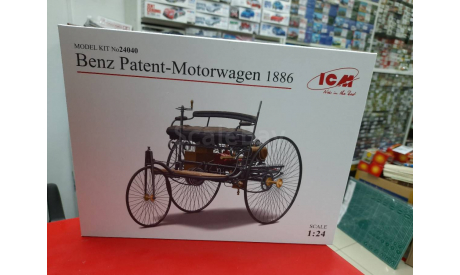 MODEL KIT No24040
Benz Patent-Motorwagen 1886
ICM
SCALE
1:24